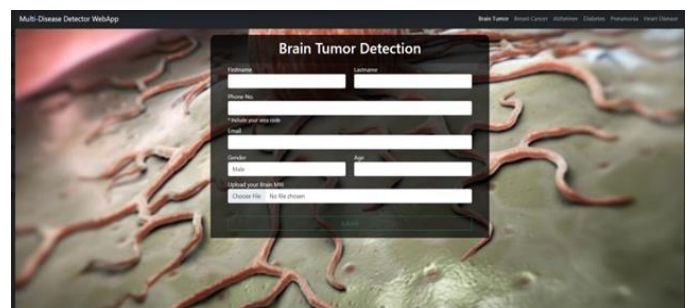 Multi-Disease Detector WebApp
Brain Tumor Breast Cancer Alzheimer Diabetes Pneumonia Heart Disease
Brain Tumor Detection
Firstname Lastname
Phone No.
* Include your area code
Email
Gender Age
Male
Upload your Brain MRI
Choose File No file chosen
Submit